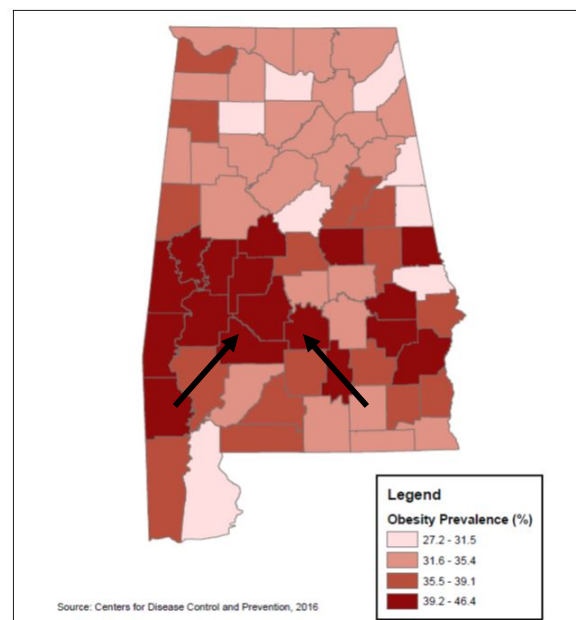 Legend
Obesity Prevalence (%)
27.2 - 31.5
31.6 - 35.4
35.5 - 39.1
39.2 - 46.4
Source: Centers for Disease Control and Prevention, 2016